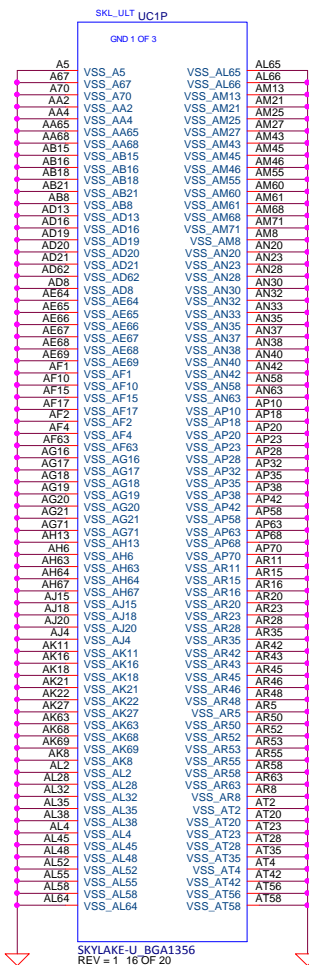 SKL_ULT UC1P
GND 1 OF 3
A5 VSS_A5 VSS_AL65 AL65
A67 VSS_A67 VSS_AL66 AL66
A70 VSS_A70 VSS_AM13 AM13
AA2 VSS_AA2 VSS_AM21 AM21
AA4 VSS_AA4 VSS_AM25 AM25
AA65 VSS_AA65 VSS_AM27 AM27
AA68 VSS_AA68 VSS_AM43 AM43
AB15 VSS_AB15 VSS_AM45 AM45
AB16 VSS_AB16 VSS_AM46 AM46
AB18 VSS_AB18 VSS_AM55 AM55
AB21 VSS_AB21 VSS_AM60 AM60
AB8 VSS_AB8 VSS_AM61 AM61
AD13 VSS_AD13 VSS_AM68 AM68
AD16 VSS_AD16 VSS_AM71 AM71
AD19 VSS_AD19 VSS_AM8 AM8
AD20 VSS_AD20 VSS_AN20 AN20
AD21 VSS_AD21 VSS_AN23 AN23
AD62 VSS_AD62 VSS_AN28 AN28
AD8 VSS_AD8 VSS_AN30 AN30
AE64 VSS_AE64 VSS_AN32 AN32
AE65 VSS_AE65 VSS_AN33 AN33
AE66 VSS_AE66 VSS_AN35 AN35
AE67 VSS_AE67 VSS_AN37 AN37
AE68 VSS_AE68 VSS_AN38 AN38
AE69 VSS_AE69 VSS_AN40 AN40
AF1 VSS_AF1 VSS_AN42 AN42
AF10 VSS_AF10 VSS_AN58 AN58
AF15 VSS_AF15 VSS_AN63 AN63
AF17 VSS_AF17 VSS_AP10 AP10
AF2 VSS_AF2 VSS_AP18 AP18
AF4 VSS_AF4 VSS_AP20 AP20
AF63 VSS_AF63 VSS_AP23 AP23
AG16 VSS_AG16 VSS_AP28 AP28
AG17 VSS_AG17 VSS_AP32 AP32
AG18 VSS_AG18 VSS_AP35 AP35
AG19 VSS_AG19 VSS_AP38 AP38
AG20 VSS_AG20 VSS_AP42 AP42
AG21 VSS_AG21 VSS_AP58 AP58
AG71 VSS_AG71 VSS_AP63 AP63
AH13 VSS_AH13 VSS_AP68 AP68
AH6 VSS_AH6 VSS_AP70 AP70
AH63 VSS_AH63 VSS_AR11 AR11
AH64 VSS_AH64 VSS_AR15 AR15
AH67 VSS_AH67 VSS_AR16 AR16
AJ15 VSS_AJ15 VSS_AR20 AR20
AJ18 VSS_AJ18 VSS_AR23 AR23
AJ20 VSS_AJ20 VSS_AR28 AR28
AJ4 VSS_AJ4 VSS_AR35 AR35
AK11 VSS_AK11 VSS_AR42 AR42
AK16 VSS_AK16 VSS_AR43 AR43
AK18 VSS_AK18 VSS_AR45 AR45
AK21 VSS_AK21 VSS_AR46 AR46
AK22 VSS_AK22 VSS_AR48 AR48
AK27 VSS_AK27 VSS_AR5 AR5
AK63 VSS_AK63 VSS_AR50 AR50
AK68 VSS_AK68 VSS_AR52 AR52
AK69 VSS_AK69 VSS_AR53 AR53
AK8 VSS_AK8 VSS_AR55 AR55
AL2 VSS_AL2 VSS_AR58 AR58
AL28 VSS_AL28 VSS_AR63 AR63
AL32 VSS_AL32 VSS_AR8 AR8
AL35 VSS_AL35 VSS_AT2 AT2
AL38 VSS_AL38 VSS_AT20 AT20
AL4 VSS_AL4 VSS_AT23 AT23
AL45 VSS_AL45 VSS_AT28 AT28
AL48 VSS_AL48 VSS_AT35 AT35
AL52 VSS_AL52 VSS_AT4 AT4
AL55 VSS_AL55 VSS_AT42 AT42
AL58 VSS_AL58 VSS_AT56 AT56
AL64 VSS_AL64 VSS_AT58 AT58
SKYLAKE-U_BGA1356
REV = 1 16 OF 20